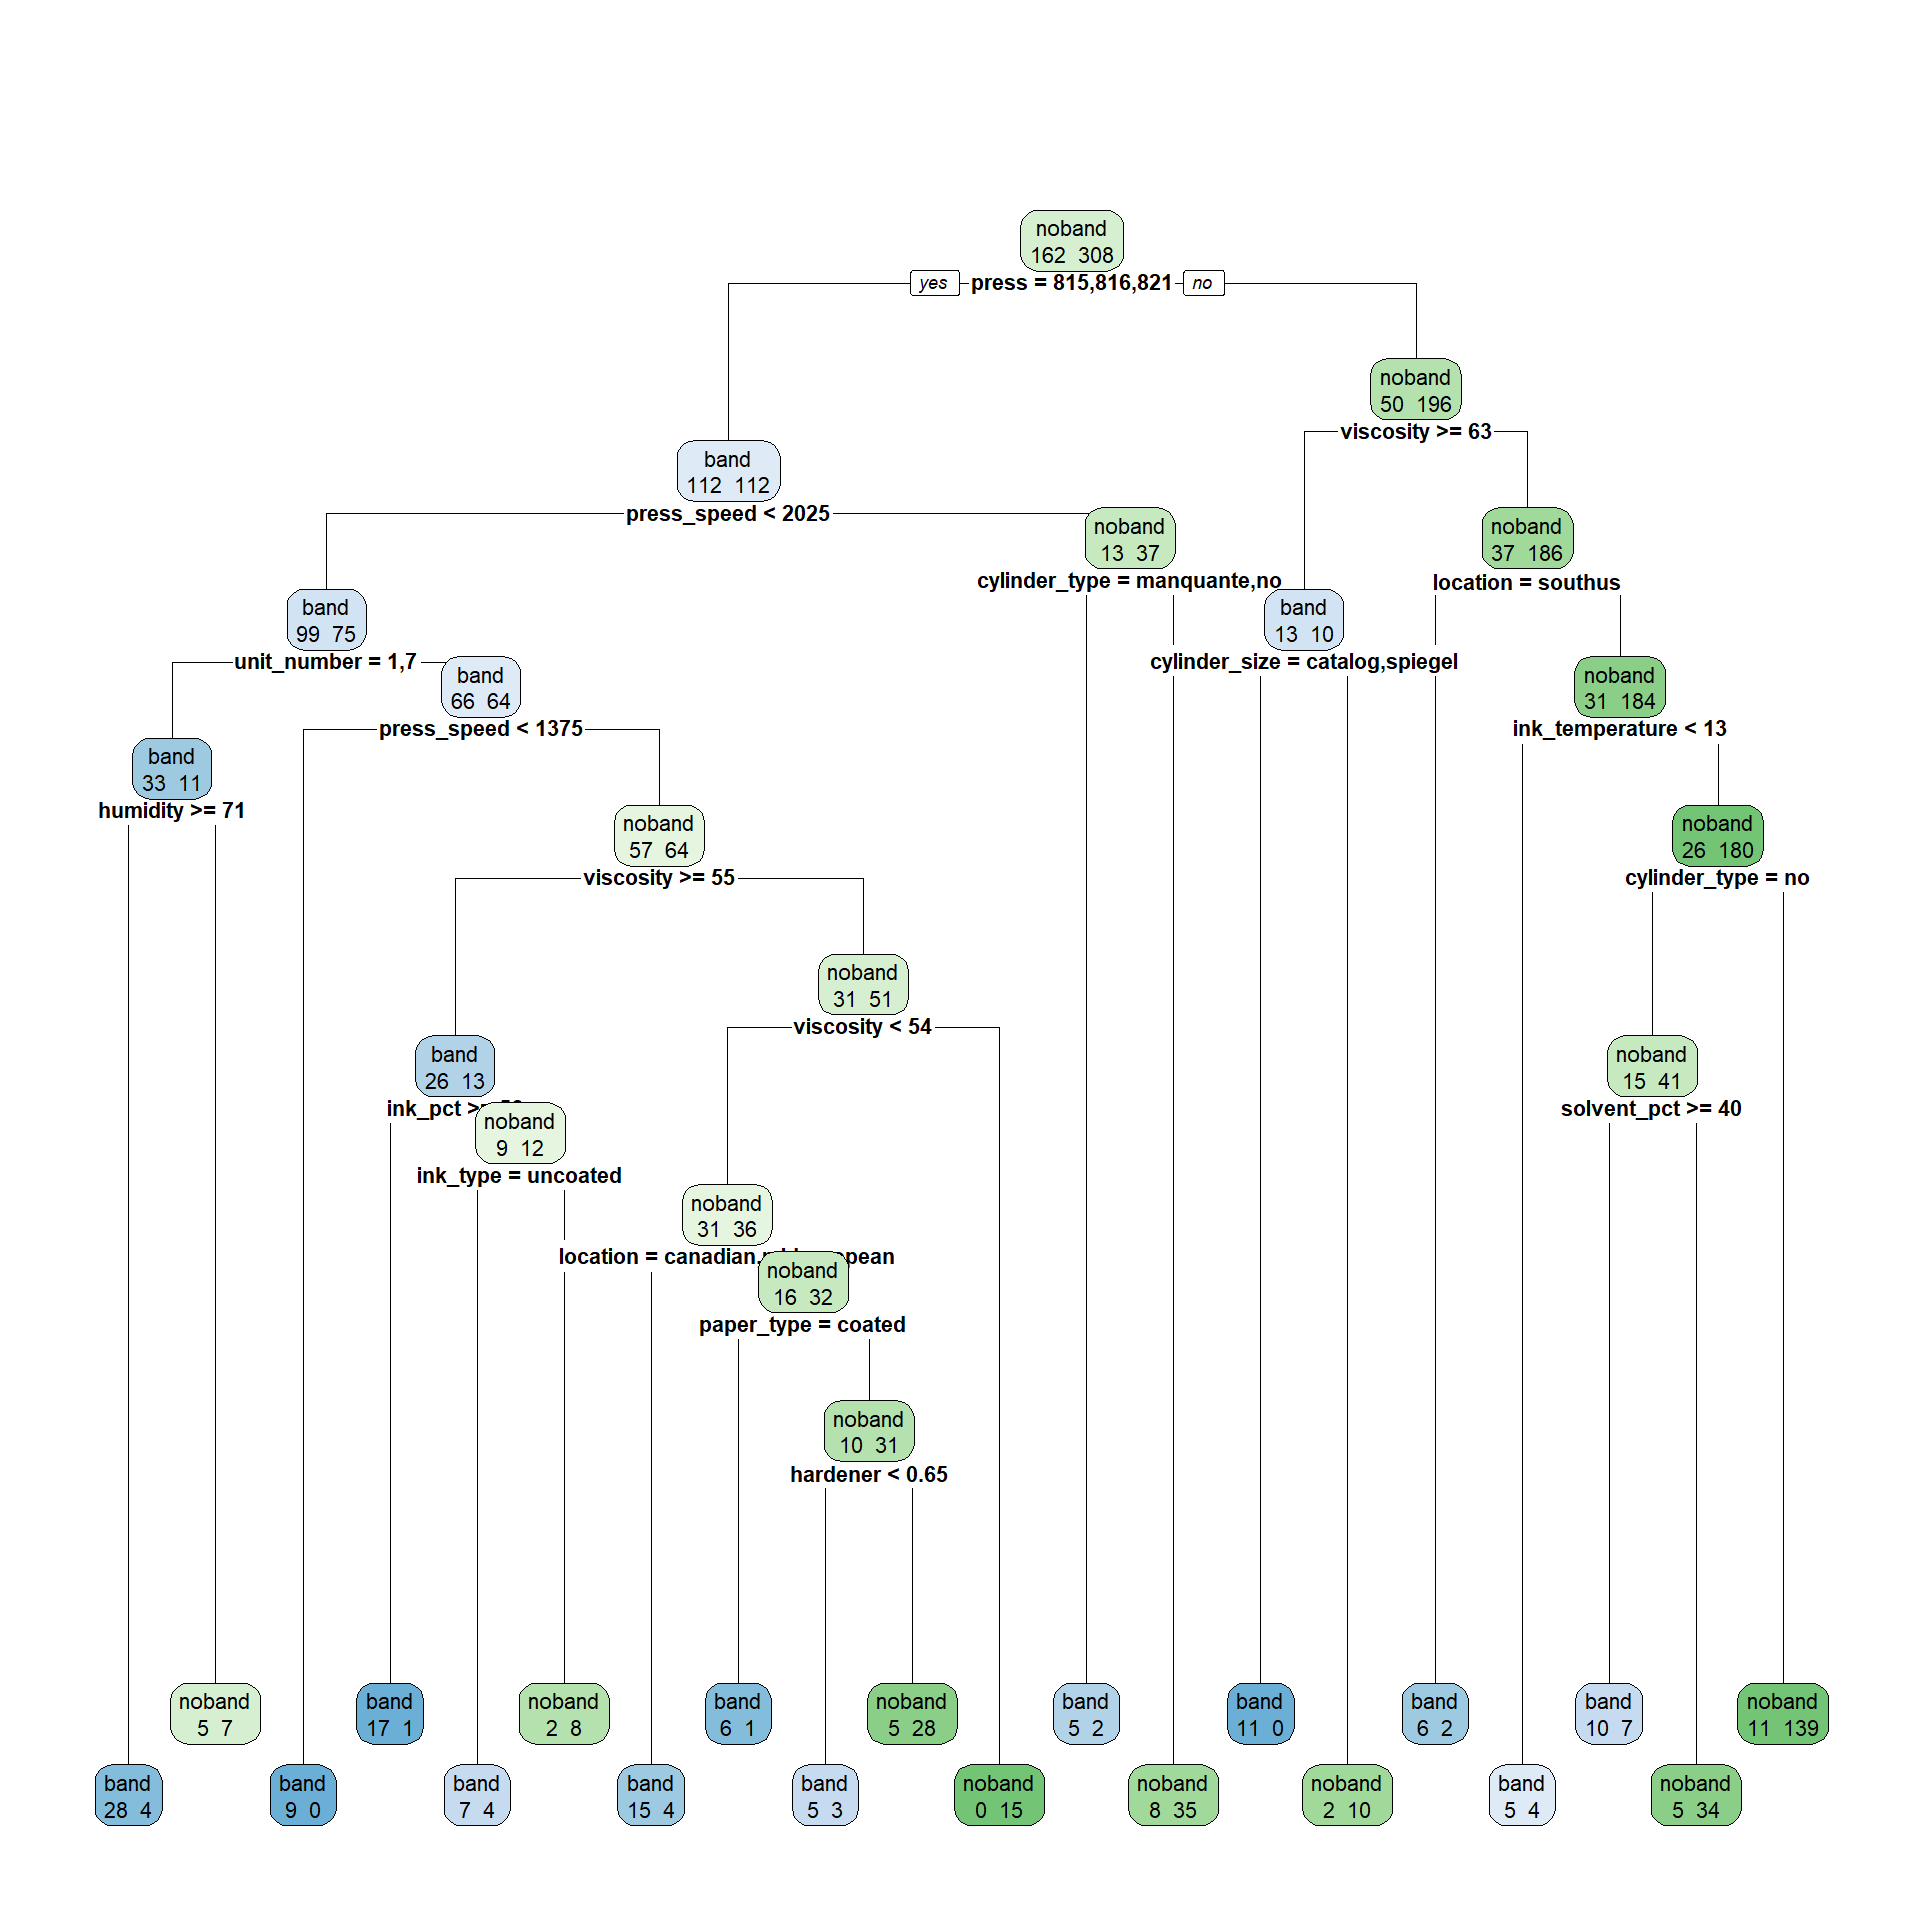 noband
162 308
yes
press = 815,816,821
no
noband
50 196
viscosity >= 63
band
112 112
press_speed < 2025
noband
13 37
cylinder_type = manquante,no
noband
37 186
location = southus
band
99 75
unit_number = 1,7
band
13 10
cylinder_size = catalog,spiegel
band
66 64
press_speed < 1375
noband
31 184
ink_temperature < 13
band
33 11
humidity >= 71
noband
57 64
viscosity >= 55
noband
26 180
cylinder_type = no
noband
31 51
viscosity < 54
band
26 13
ink_pct
noband
9 12
ink_type = uncoated
noband
15 41
solvent_pct >= 40
noband
31 36
location = canadian,
noband
16 32
paper_type = coated
noband
10 31
hardener < 0.65
noband
5 7
band
17 1
noband
2 8
band
6 1
noband
5 28
band
5 2
band
11 0
band
6 2
band
10 7
noband
11 139
band
28 4
band
9 0
band
7 4
band
15 4
band
5 3
noband
0 15
noband
8 35
noband
2 10
band
5 4
noband
5 34